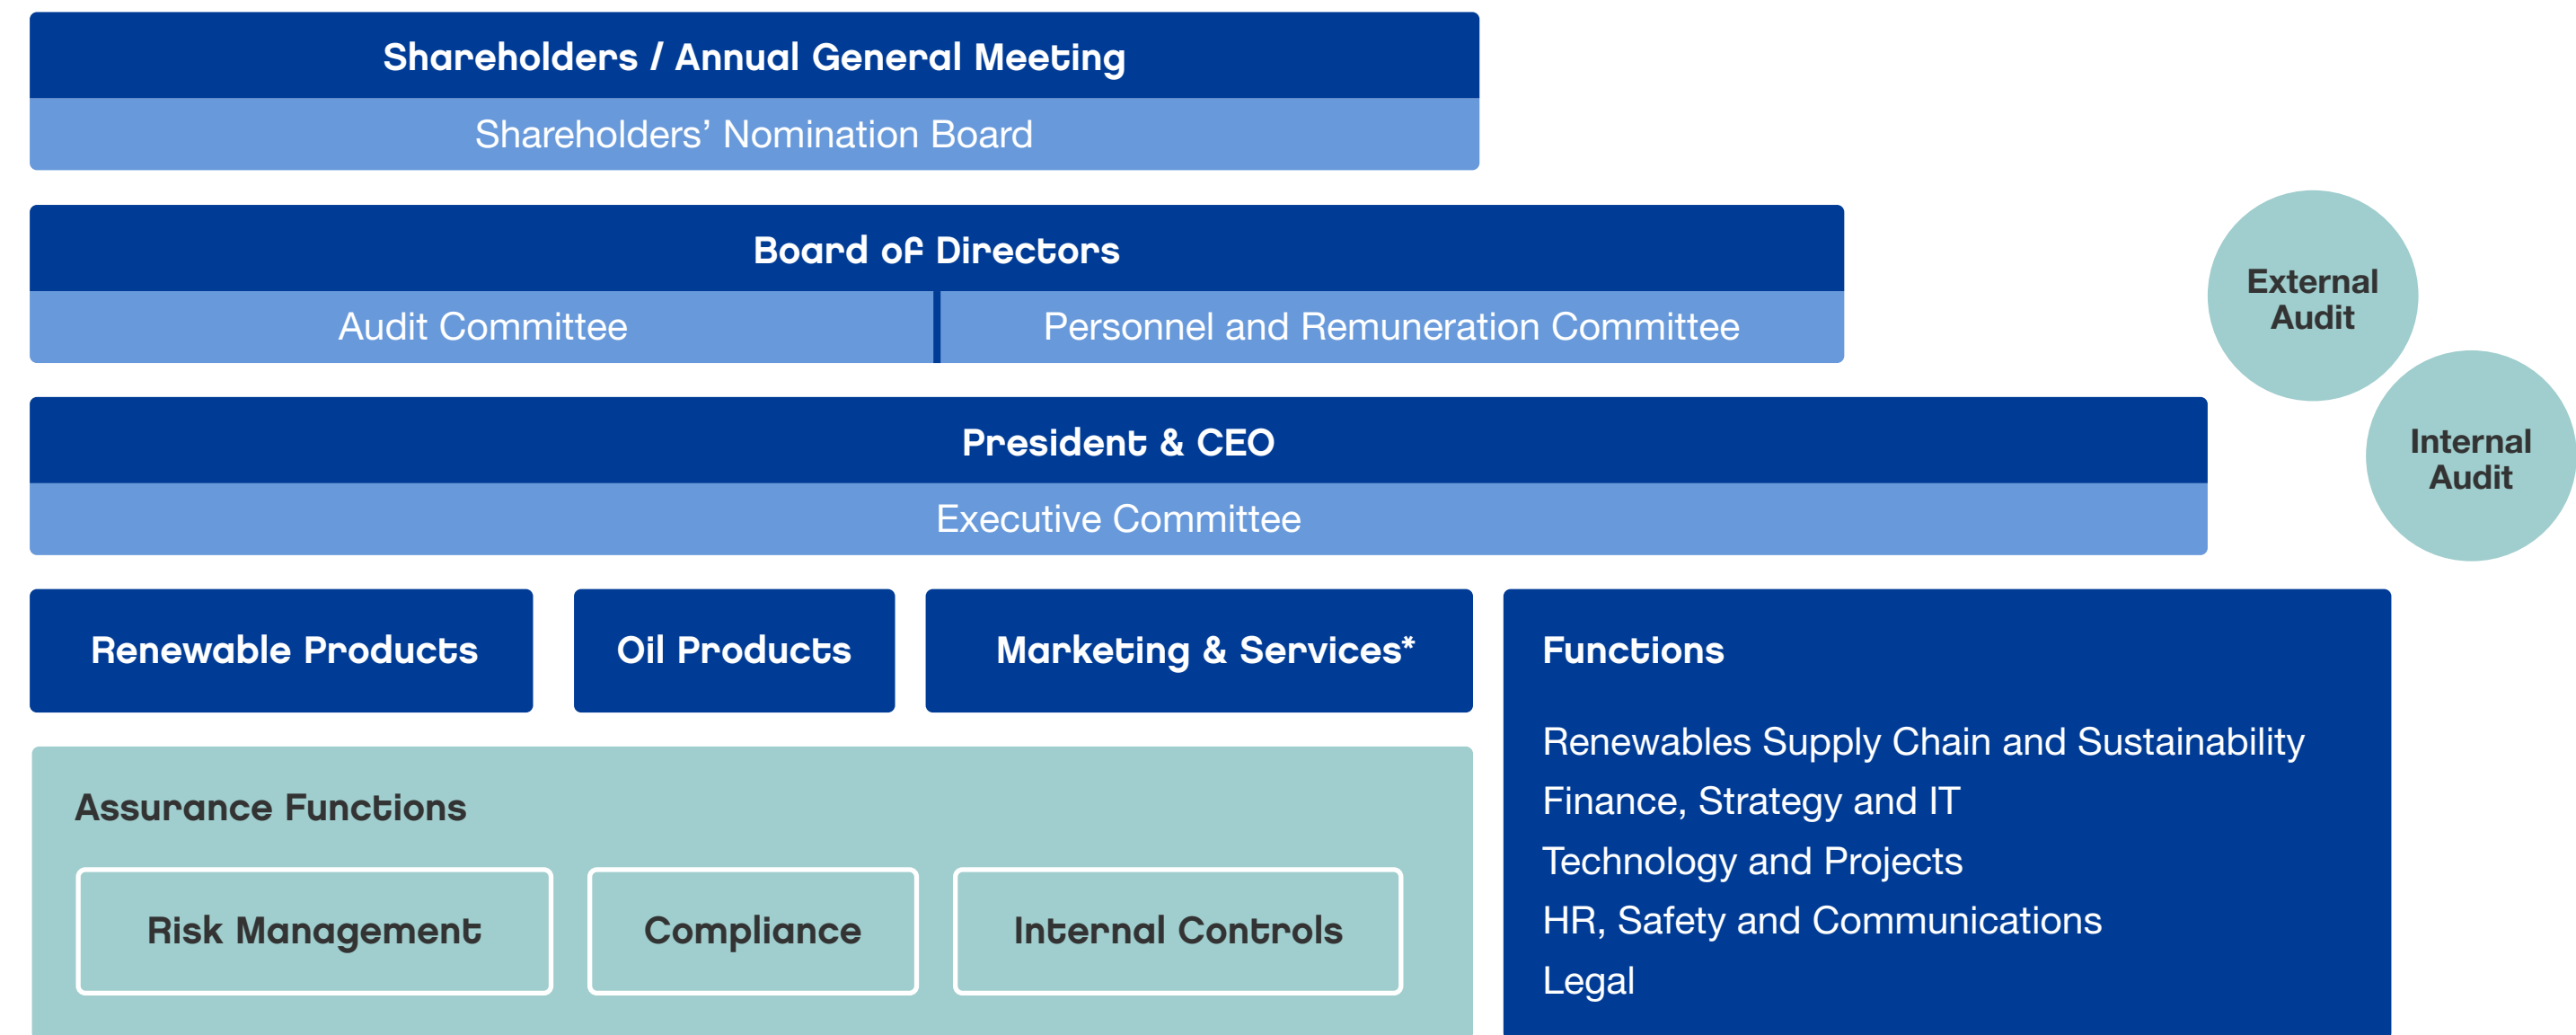 Shareholders / Annual General Meeting
Shareholders’ Nomination Board
Board of Directors
Audit Committee
Personnel and Remuneration Committee
External
Audit
President & CEO
Internal
Audit
Executive Committee
Renewable Products
Oil Products
Marketing & Services*
Functions
Renewables Supply Chain and Sustainability
Finance, Strategy and IT
Technology and Projects
HR, Safety and Communications
Legal
Assurance Functions
Risk Management
Compliance
Internal Controls